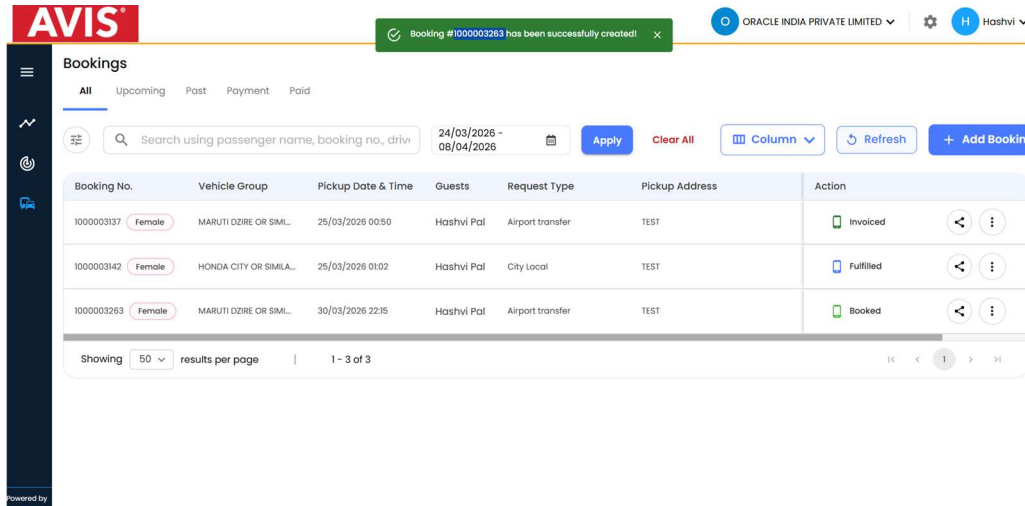 AVIS®
Booking #1000003263 has been successfully created!
O ORACLE INDIA PRIVATE LIMITED
H Hashvi
Bookings
All Upcoming Past Payment Paid
Search using passenger name, booking no., drive
24/03/2026 -
08/04/2026
Apply Clear All Column Refresh + Add Bookin
Booking No. Vehicle Group Pickup Date & Time Guests Request Type Pickup Address Action
1000003137 Female MARUTI DZIRE OR SIMI... 25/03/2026 00:50 Hashvi Pal Airport transfer TEST Invoiced
1000003142 Female HONDA CITY OR SIMILA... 25/03/2026 01:02 Hashvi Pal City Local TEST Fulfilled
1000003263 Female MARUTI DZIRE OR SIMI... 30/03/2026 22:15 Hashvi Pal Airport transfer TEST Booked
Showing 50 results per page | 1 - 3 of 3 1
Powered by